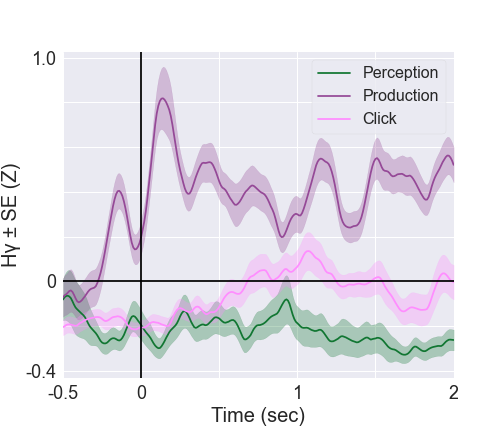 1.0
Perception
Production
Click
Hγ ± SE (Z)
0
-0.4
-0.5
0
1
2
Time (sec)